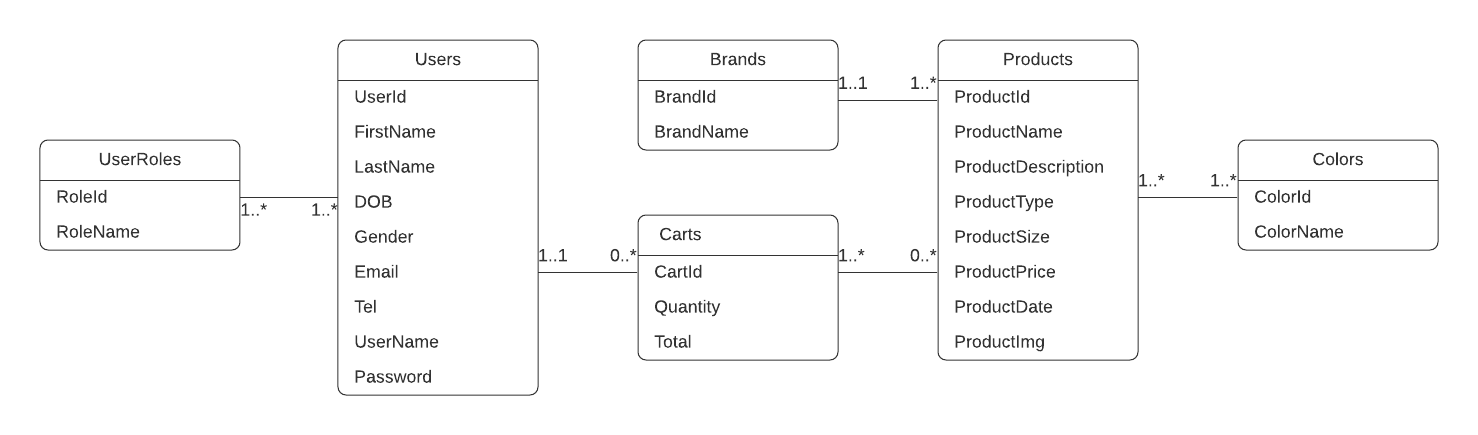 UserRoles
RoleId
RoleName
1..*
1..*
Users
UserId
FirstName
LastName
DOB
Gender
Email
Tel
UserName
Password
1..1
0..*
Brands
BrandId
BrandName
1..1
1..*
Carts
CartId
Quantity
Total
1..*
0..*
Products
ProductId
ProductName
ProductDescription
ProductType
ProductSize
ProductPrice
ProductDate
ProductImg
1..*
1..*
Colors
ColorId
ColorName